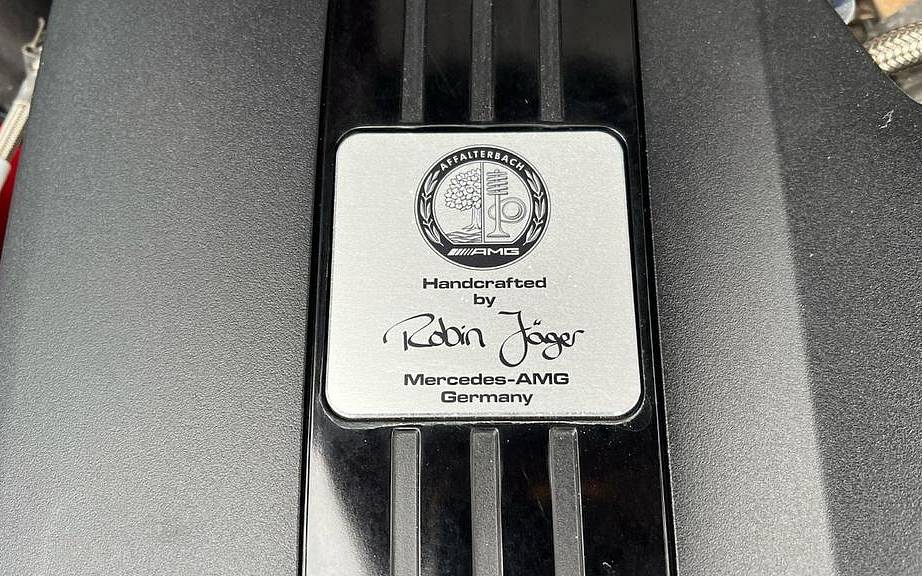 AFFALTERBACH
AMG
Handcrafted
by
Robin Jäger
Mercedes-AMG
Germany